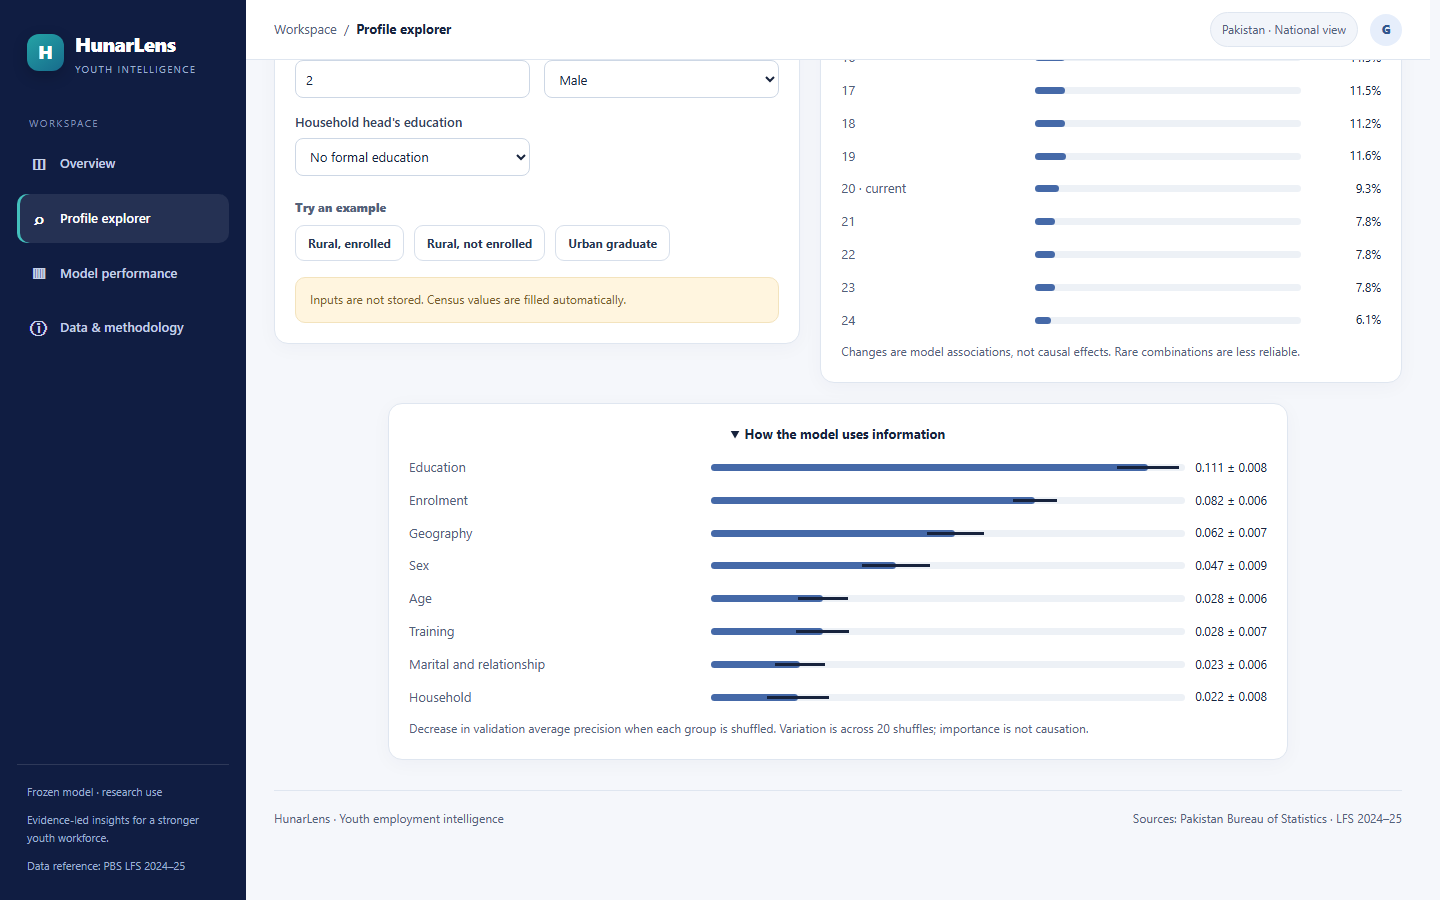 H
HunarLens
YOUTH INTELLIGENCE
WORKSPACE
Overview
Profile explorer
Model performance
Data & methodology
Frozen model · research use
Evidence-led insights for a stronger
youth workforce.
Data reference: PBS LFS 2024–25
Workspace / Profile explorer
Pakistan · National view
G
2
Male
Household head's education
No formal education
Try an example
Rural, enrolled
Rural, not enrolled
Urban graduate
Inputs are not stored. Census values are filled automatically.
17 11.5%
18 11.2%
19 11.6%
20 · current 9.3%
21 7.8%
22 7.8%
23 7.8%
24 6.1%
Changes are model associations, not causal effects. Rare combinations are less reliable.
▼ How the model uses information
Education 0.111 ± 0.008
Enrolment 0.082 ± 0.006
Geography 0.062 ± 0.007
Sex 0.047 ± 0.009
Age 0.028 ± 0.006
Training 0.028 ± 0.007
Marital and relationship 0.023 ± 0.006
Household 0.022 ± 0.008
Decrease in validation average precision when each group is shuffled. Variation is across 20 shuffles; importance is not causation.
HunarLens · Youth employment intelligence
Sources: Pakistan Bureau of Statistics · LFS 2024–25